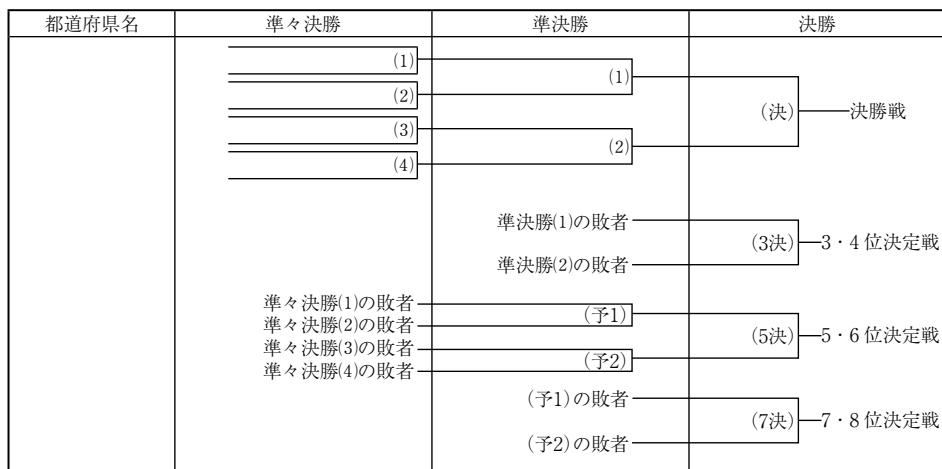 都道府県名 準々決勝 準決勝 決勝
(1)
(1)
(2)
(決) 決勝戦
(3)
(2)
(4)
準決勝(1)の敗者
(3決) 3・4位決定戦
準決勝(2)の敗者
準々決勝(1)の敗者
(予1)
準々決勝(2)の敗者
(5決) 5・6位決定戦
準々決勝(3)の敗者
(予2)
準々決勝(4)の敗者
(予1)の敗者
(7決) 7・8位決定戦
(予2)の敗者